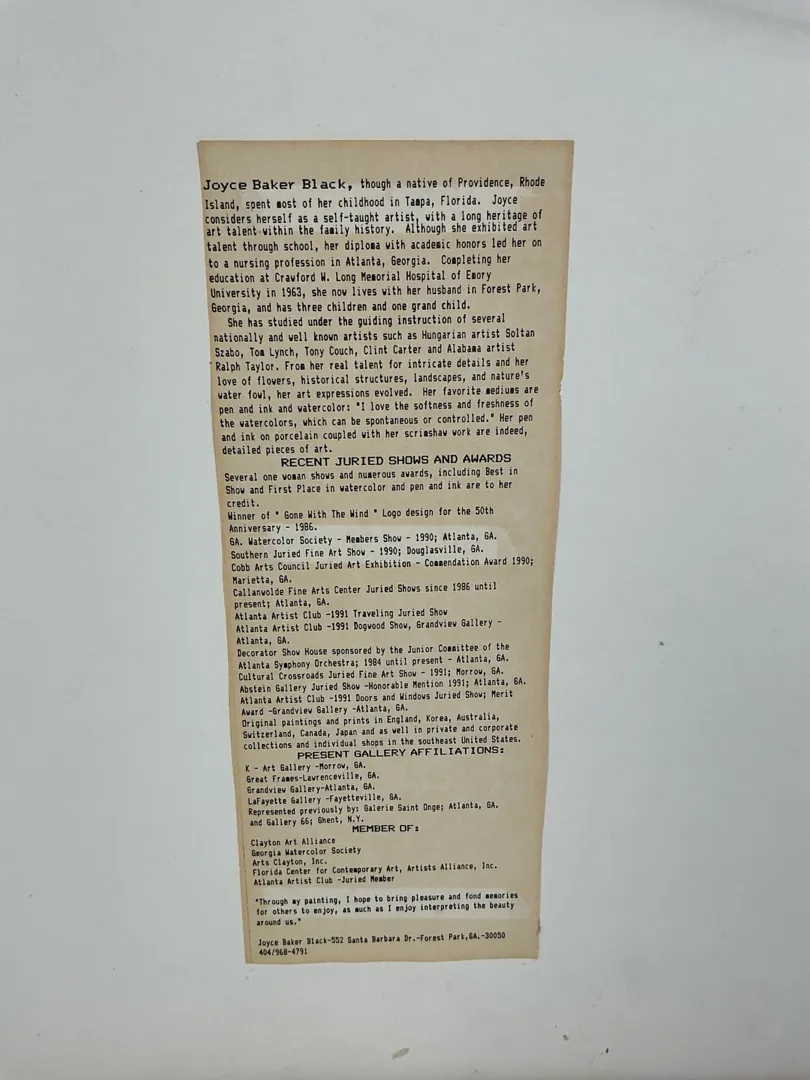 Joyce Baker Black, though a native of Providence, Rhode
Island, spent most of her childhood in Tampa, Florida. Joyce
considers herself as a self-taught artist, with a long heritage of
art talent within the family history. Although she exhibited art
talent through school, her diploma with academic honors led her on
to a nursing profession in Atlanta, Georgia. Completing her
education at Crawford W. Long Memorial Hospital of Emory
University in 1963, she now lives with her husband in Forest Park,
Georgia, and has three children and one grand child.
She has studied under the guiding instruction of several
nationally and well known artists such as Hungarian artist Soltan
Szabo, Tom Lynch, Tony Couch, Clint Carter and Alabama artist
Ralph Taylor. From her real talent for intricate details and her
love of flowers, historical structures, landscapes, and nature's
water fowl, her art expressions evolved. Her favorite mediums are
pen and ink and watercolor: "I love the softness and freshness of
the watercolors, which can be spontaneous or controlled." Her pen
and ink on porcelain coupled with her scrimshaw work are indeed,
detailed pieces of art.
RECENT JURIED SHOWS AND AWARDS
Several one woman shows and numerous awards, including Best in
Show and First Place in watercolor and pen and ink are to her
credit.
Winner of " Gone With The Wind " Logo design for the 50th
Anniversary - 1986.
GA. Watercolor Society - Members Show - 1990; Atlanta, GA.
Southern Juried Fine Art Show - 1990; Douglasville, GA.
Cobb Arts Council Juried Art Exhibition - Commendation Award 1990;
Marietta, GA.
Callanwolde Fine Arts Center Juried Shows since 1986 until
present; Atlanta, GA.
Atlanta Artist Club -1991 Traveling Juried Show
Atlanta Artist Club -1991 Dogwood Show, Grandview Gallery -
Atlanta, GA.
Decorator Show House sponsored by the Junior Committee of the
Atlanta Symphony Orchestra; 1984 until present - Atlanta, GA.
Cultural Crossroads Juried Fine Art Show - 1991; Morrow, GA.
Abstein Gallery Juried Show -Honorable Mention 1991; Atlanta, GA.
Atlanta Artist Club -1991 Doors and Windows Juried Show; Merit
Award -Grandview Gallery -Atlanta, GA.
Original paintings and prints in England, Korea, Australia,
Switzerland, Canada, Japan and as well in private and corporate
collections and individual shops in the southeast United States.
PRESENT GALLERY AFFILIATIONS:
K - Art Gallery -Morrow, GA.
Great Frames-Lawrenceville, GA.
Grandview Gallery-Atlanta, GA.
LaFayette Gallery -Fayetteville, GA.
Represented previously by: Galerie Saint Onge; Atlanta, GA.
and Gallery 66; Ghent, N.Y.
MEMBER OF:
Clayton Art Alliance
Georgia Watercolor Society
Arts Clayton, Inc.
Florida Center for Contemporary Art, Artists Alliance, Inc.
Atlanta Artist Club -Juried Member
"Through my painting, I hope to bring pleasure and fond memories
for others to enjoy, as much as I enjoy interpreting the beauty
around us."
Joyce Baker Black-552 Santa Barbara Dr.-Forest Park,GA.-30050
404/968-4791